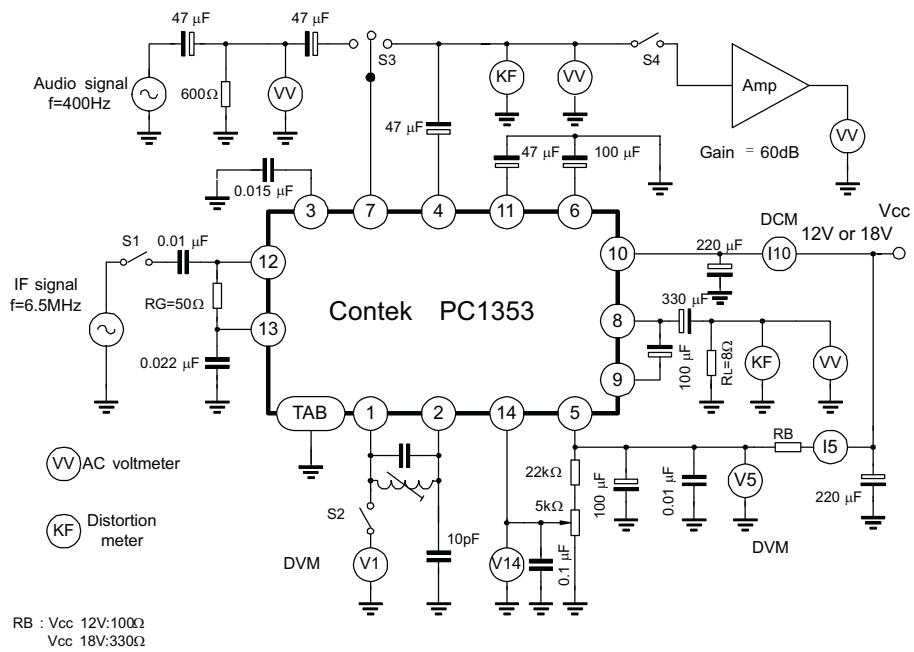 47 μF
47 μF
S3
S4
Audio signal
f=400Hz
600Ω
VV
KF
VV
Amp
VV
47 μF
47 μF
100 μF
Gain = 60dB
0.015 μF
3
7
4
11
6
DCM
Vcc
12V or 18V
S1
0.01 μF
12
10
220 μF
I10
IF signal
f=6.5MHz
RG=50Ω
330 μF
Contek PC1353
8
13
0.022 μF
100 μF
RL=8Ω
KF
VV
9
TAB
1
2
14
5
RB
I5
VV AC voltmeter
22kΩ
100 μF
0.01 μF
V5
220 μF
5kΩ
S2
KF Distortion
meter
10pF
DVM
V1
V14
0.1 μF
DVM
RB : Vcc 12V:100Ω
Vcc 18V:330Ω